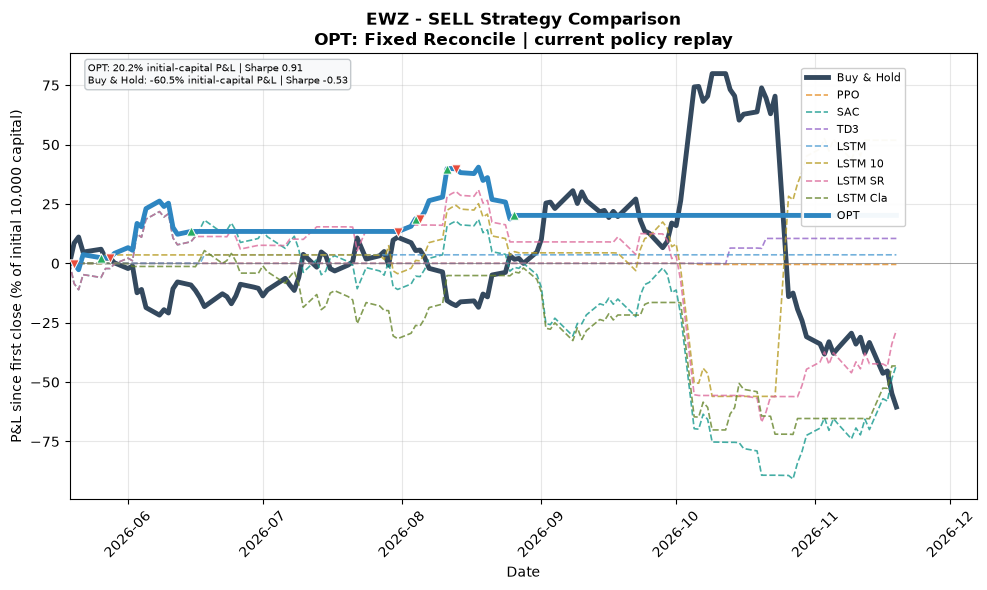 EWZ - SELL Strategy Comparison
OPT: Fixed Reconcile | current policy replay
OPT: 20.2% initial-capital P&L | Sharpe 0.91
Buy & Hold: -60.5% initial-capital P&L | Sharpe -0.53
Buy & Hold
PPO
SAC
TD3
LSTM
LSTM 10
LSTM SR
LSTM Cla
OPT
P&L since first close (% of initial 10,000 capital)
75
50
25
0
−25
−50
−75
2026-06
2026-07
2026-08
2026-09
2026-10
2026-11
2026-12
Date